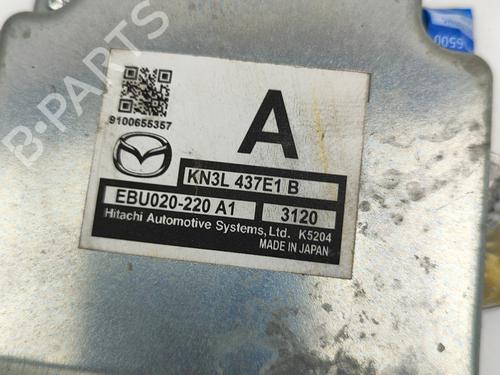 B-PARTS
9100655357
A
KN3L 437E1 B
EBU020-220 A1 3120
Hitachi Automotive Systems, Ltd. K5204
MADE IN JAPAN